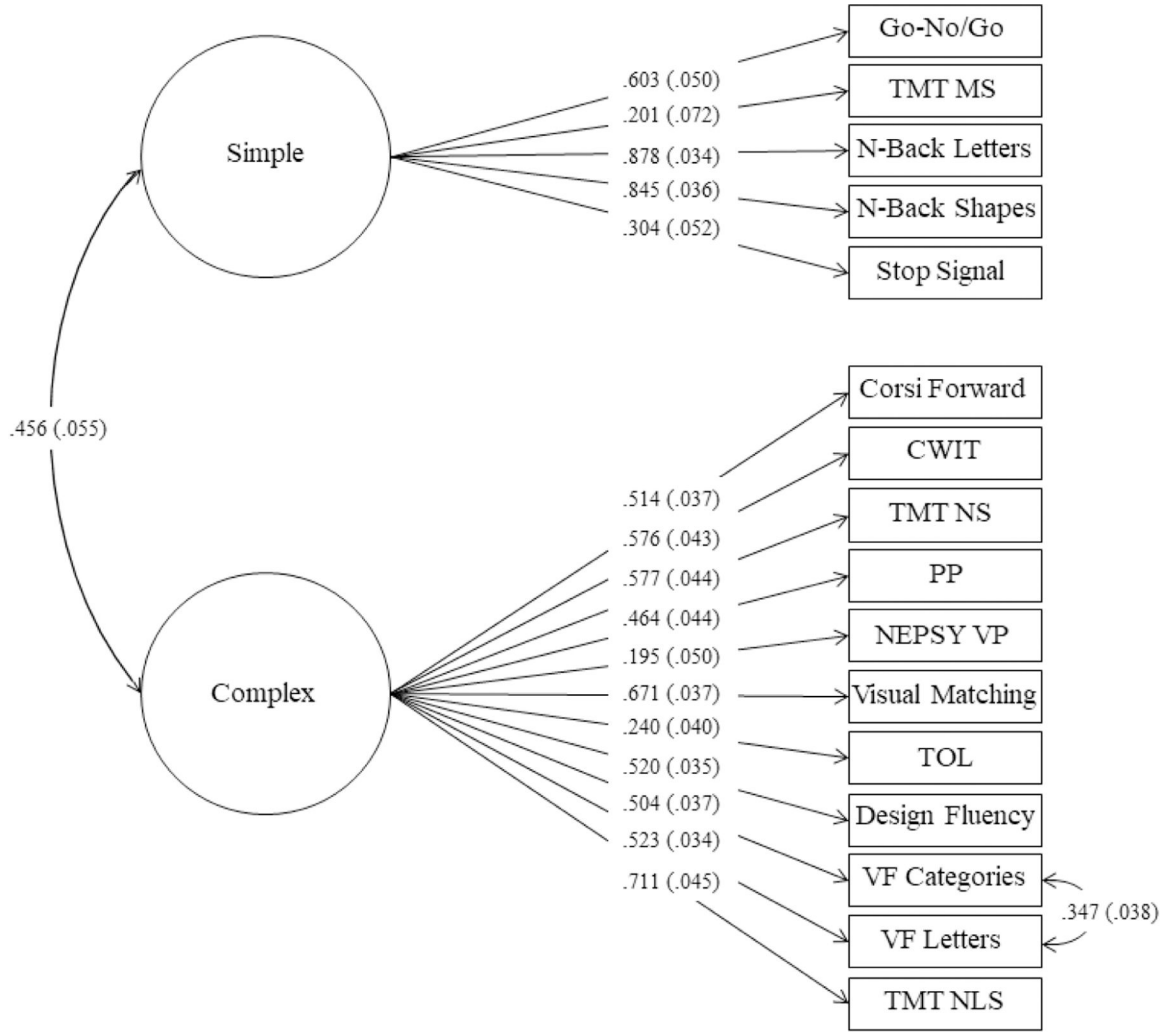 Go-No/Go
.603 (.050)
TMT MS
.201 (.072)
Simple
.878 (.034)
N-Back Letters
.845 (.036)
N-Back Shapes
.304 (.052)
Stop Signal
Corsi Forward
.456 (.055)
CWIT
.514 (.037)
TMT NS
.576 (.043)
.577 (.044)
PP
.464 (.044)
NEPSY VP
.195 (.050)
Complex
.671 (.037)
Visual Matching
.240 (.040)
TOL
.520 (.035)
.504 (.037)
Design Fluency
.523 (.034)
VF Categories
.711 (.045)
.347 (.038)
VF Letters
TMT NLS